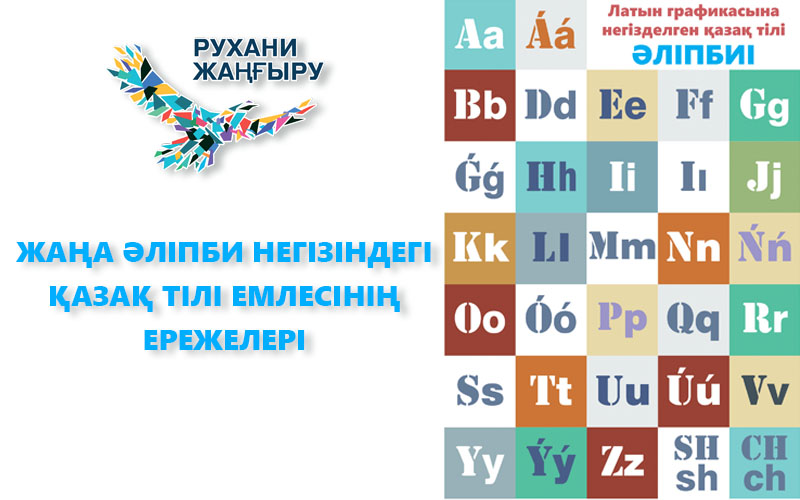 РУХАНИ
ЖАҢҒЫРУ
ЖАҢА ӘЛІПБИ НЕГІЗІНДЕГІ
ҚАЗАҚ ТІЛІ ЕМЛЕСІНІҢ
ЕРЕЖЕЛЕРІ
Латын графикасына
негізделген қазақ тілі
ӘЛІПБИІ
Aa Áá
Bb Dd Ee Ff Gg
Ǵǵ Hh Ii Iı Jj
Kk Ll Mm Nn Ńń
Oo Óó Pp Qq Rr
Ss Tt Uu Úú Vv
Yy Ýý Zz SH sh CH ch